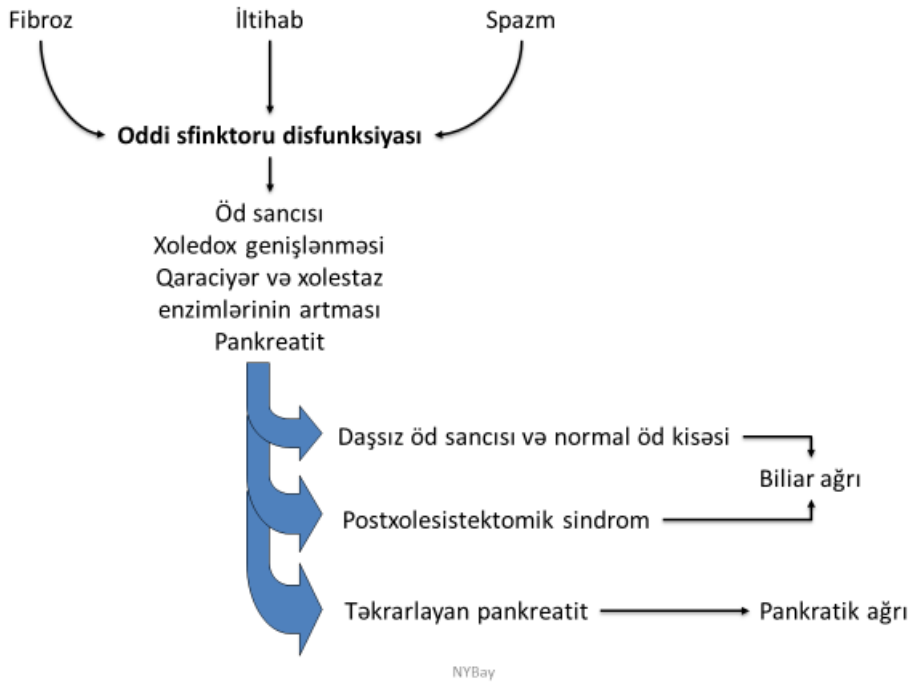 Fibroz İltihab Spazm
Oddi sfinktoru disfunksiyası
Öd sancısı
Xoledox genişlənməsi
Qaraciyər və xolestaz
enzimlərinin artması
Pankreatit
Daşsız öd sancısı və normal öd kisəsi
Biliar ağrı
Postxolesistektomik sindrom
Təkrarlayan pankreatit
Pankratik ağrı
NYBay